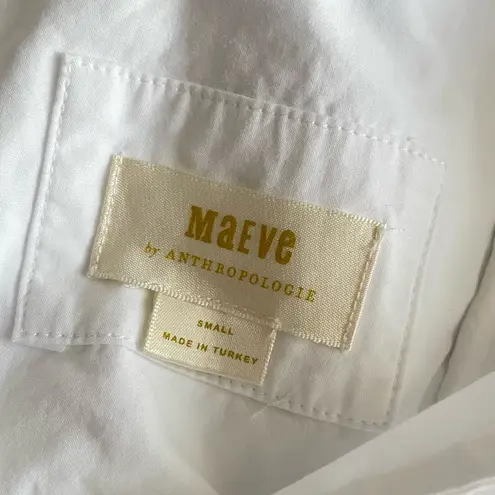 MaEve
by ANTHROPOLOGIE
SMALL
MADE IN TURKEY